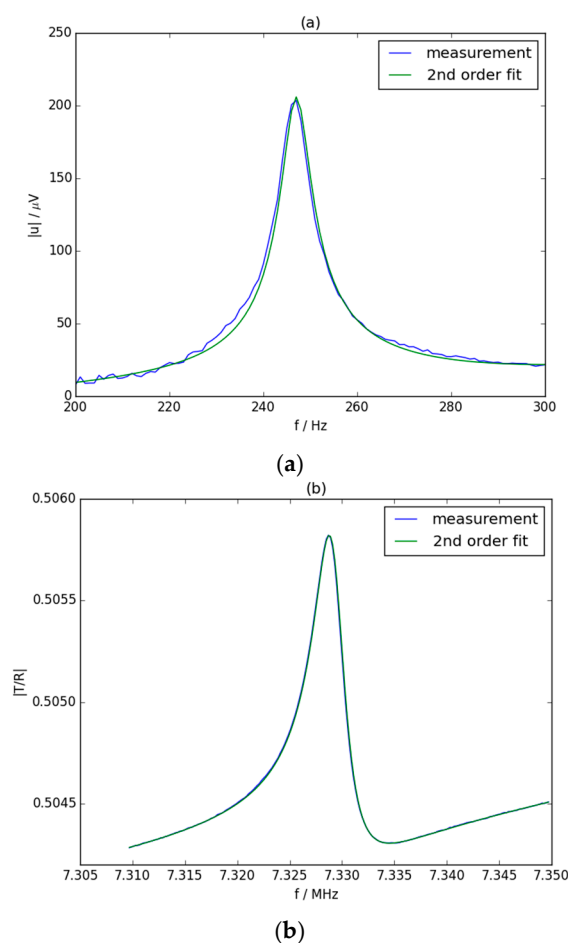 (a)
250
measurement
2nd order fit
200
150
|u| / μV
100
50
0
200 220 240 260 280 300
f / Hz
(a)
(b)
0.5060
measurement
2nd order fit
0.5055
|T/R|
0.5050
0.5045
7.305 7.310 7.315 7.320 7.325 7.330 7.335 7.340 7.345 7.350
f / MHz
(b)